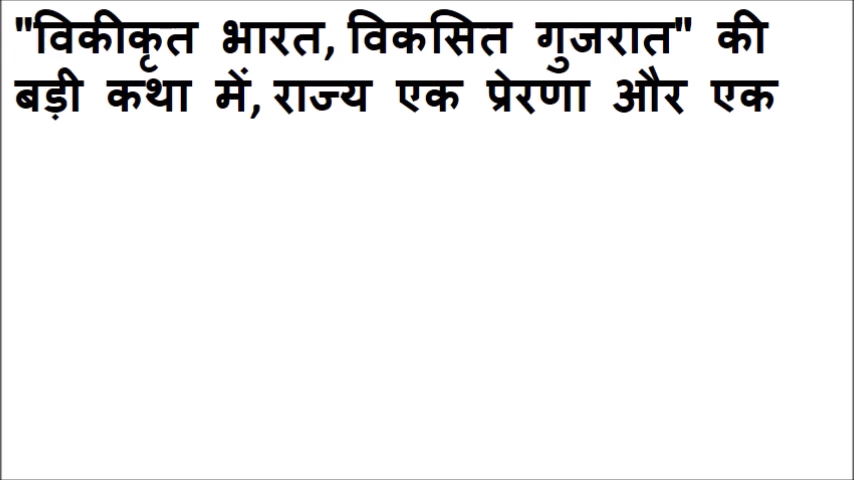 "विकीकृत भारत, विकसित गुजरात" की
बड़ी कथा में, राज्य एक प्रेरणा और एक